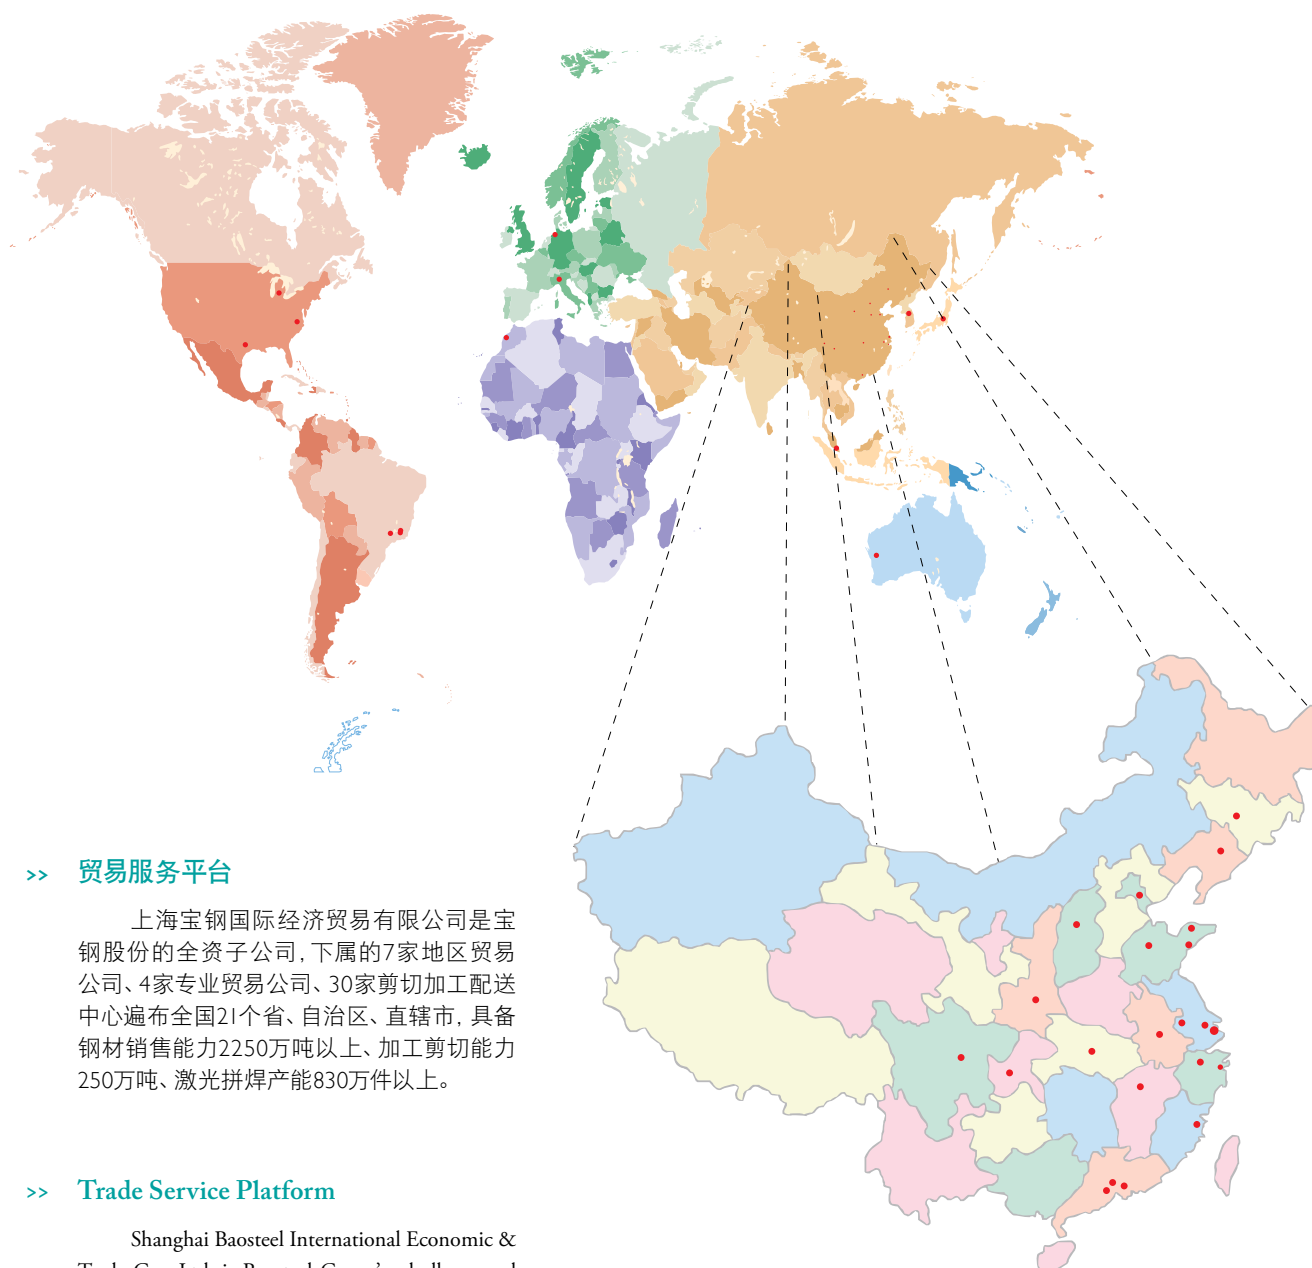 >> 贸易服务平台
上海宝钢国际经济贸易有限公司是宝
钢股份的全资子公司，下属的7家地区贸易
公司、4家专业贸易公司、30家剪切加工配送
中心遍布全国21个省、自治区、直辖市，具备
钢材销售能力2250万吨以上、加工剪切能力
250万吨、激光拼焊产能830万件以上。
>> Trade Service Platform
Shanghai Baosteel International Economic &